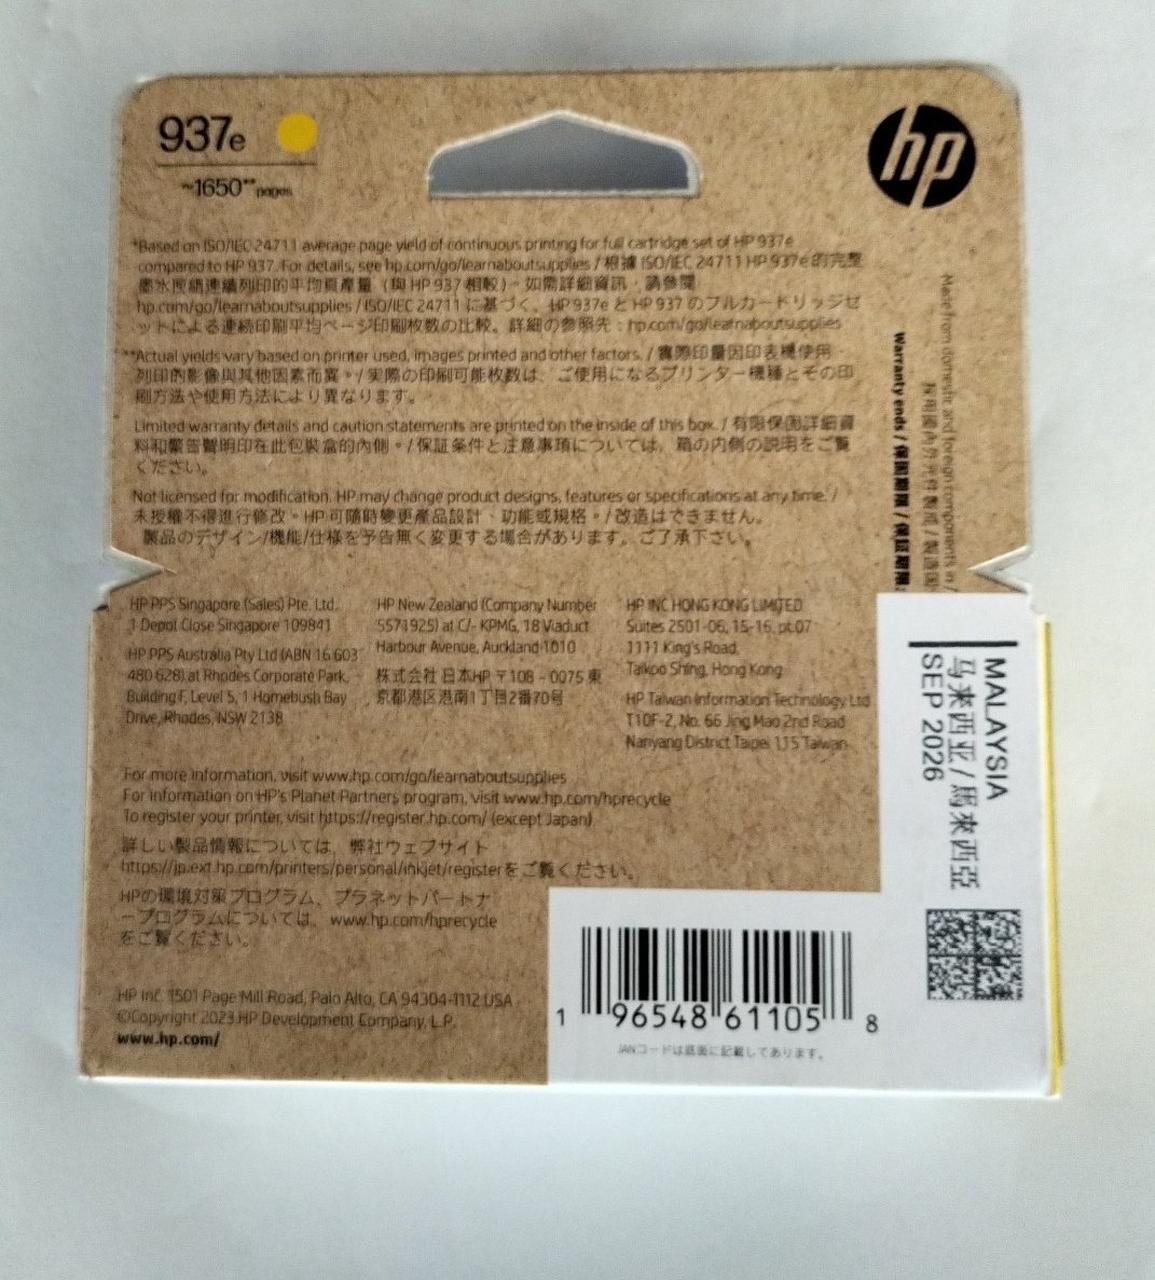 937e
~1650** pages
hp
*Based on ISO/IEC 24711 average page yield of continuous printing for full cartridge set of HP 937e
compared to HP 937. For details, see hp.com/go/learnaboutsupplies / 根據 ISO/IEC 24711 HP 937e 的完整
墨水匣組連續列印的平均頁產量（與 HP 937 相較）。如需詳細資訊，請參閱
hp.com/go/learnaboutsupplies / ISO/IEC 24711 に基づく、HP 937e と HP 937 のフルカートリッジセ
ットによる連続印刷平均ページ印刷枚数の比較。詳細の参照先：hp.com/go/learnaboutsupplies
**Actual yields vary based on printer used, images printed and other factors. / 實際印量因印表機使用、
列印的影像與其他因素而異。/ 実際の印刷可能枚数は、ご使用になるプリンター機種とその印
刷方法や使用方法により異なります。
Limited warranty details and caution statements are printed on the inside of this box. / 有限保固詳細資
料和警告聲明印在此包裝盒的內側。/ 保証条件と注意事項については、箱の内側の説明をご覧
ください。
Not licensed for modification. HP may change product designs, features or specifications at any time. /
未授權不得進行修改。HP 可隨時變更產品設計、功能或規格。/ 改造はできません。
製品のデザイン/機能/仕様を予告無く変更する場合があります。ご了承下さい。
Made from domestic and foreign components in /
採用國內外元件製成 / 製造国
Warranty ends / 保固期限 / 保証期限:
HP PPS Singapore (Sales) Pte. Ltd.
1 Depot Close Singapore 109841
HP PPS Australia Pty Ltd (ABN 16 603
480 628) at Rhodes Corporate Park,
Building F, Level 5, 1 Homebush Bay
Drive, Rhodes, NSW 2138
HP New Zealand (Company Number
5571925) at C/- KPMG, 18 Viaduct
Harbour Avenue, Auckland 1010
株式会社 日本HP 〒108-0075 東
京都港区港南1丁目2番70号
HP INC HONG KONG LIMITED
Suites 2501-06, 15-16, pt.07
1111 King's Road,
Taikoo Shing, Hong Kong
HP Taiwan Information Technology Ltd
T10F-2, No. 66 Jing Mao 2nd Road
Nanyang District Taipei 115 Taiwan
MALAYSIA
马来西亚 / 馬來西亞
SEP 2026
For more information, visit www.hp.com/go/learnaboutsupplies
For information on HP's Planet Partners program, visit www.hp.com/hprecycle
To register your printer, visit https://register.hp.com/ (except Japan)
詳しい製品情報については、弊社ウェブサイト
https://jp.ext.hp.com/printers/personal/inkjet/register をご覧ください。
HPの環境対策プログラム、プラネットパートナ
ープログラムについては、www.hp.com/hprecycle
をご覧ください。
HP Inc. 1501 Page Mill Road, Palo Alto, CA 94304-1112 USA
©Copyright 2023 HP Development Company, L.P.
www.hp.com/
1 96548 61105 8
JANコードは底面に記載してあります。